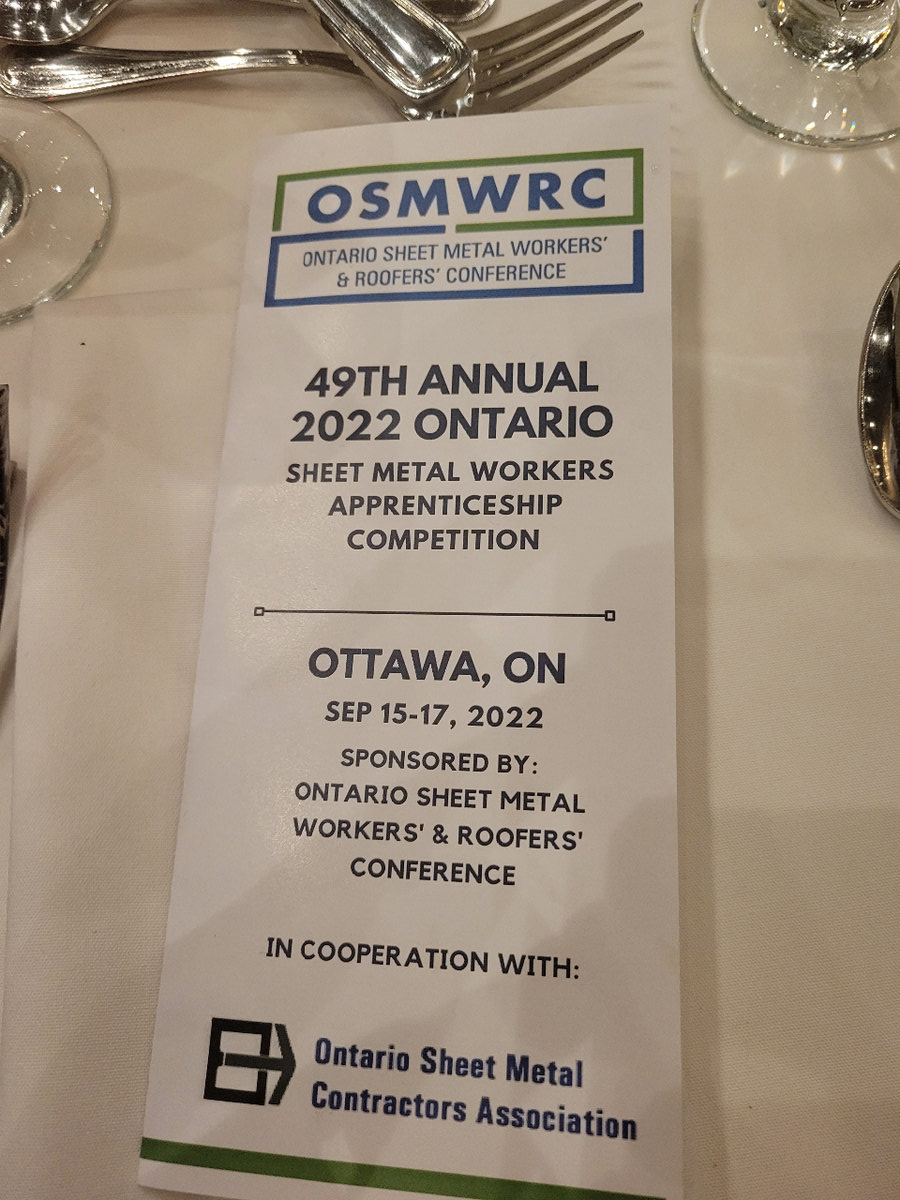 OSMWRC
ONTARIO SHEET METAL WORKERS'
& ROOFERS' CONFERENCE
49TH ANNUAL
2022 ONTARIO
SHEET METAL WORKERS
APPRENTICESHIP
COMPETITION
OTTAWA, ON
SEP 15-17, 2022
SPONSORED BY:
ONTARIO SHEET METAL
WORKERS' & ROOFERS'
CONFERENCE
IN COOPERATION WITH:
Ontario Sheet Metal
Contractors Association